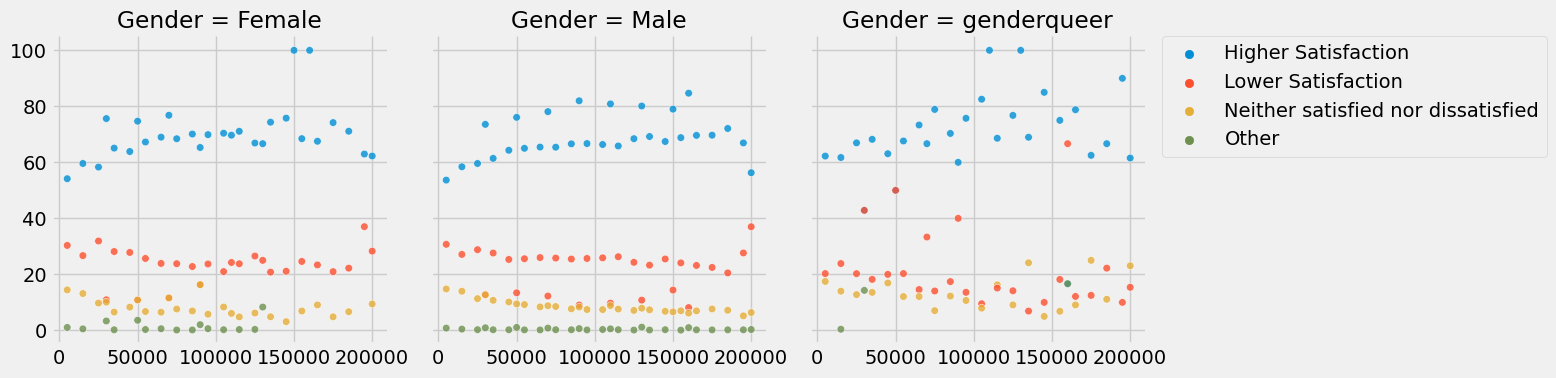 Gender = Female
Gender = Male
Gender = genderqueer
100
80
60
40
20
0
0 50000 100000 150000 200000
0 50000 100000 150000 200000
0 50000 100000 150000 200000
Higher Satisfaction
Lower Satisfaction
Neither satisfied nor dissatisfied
Other